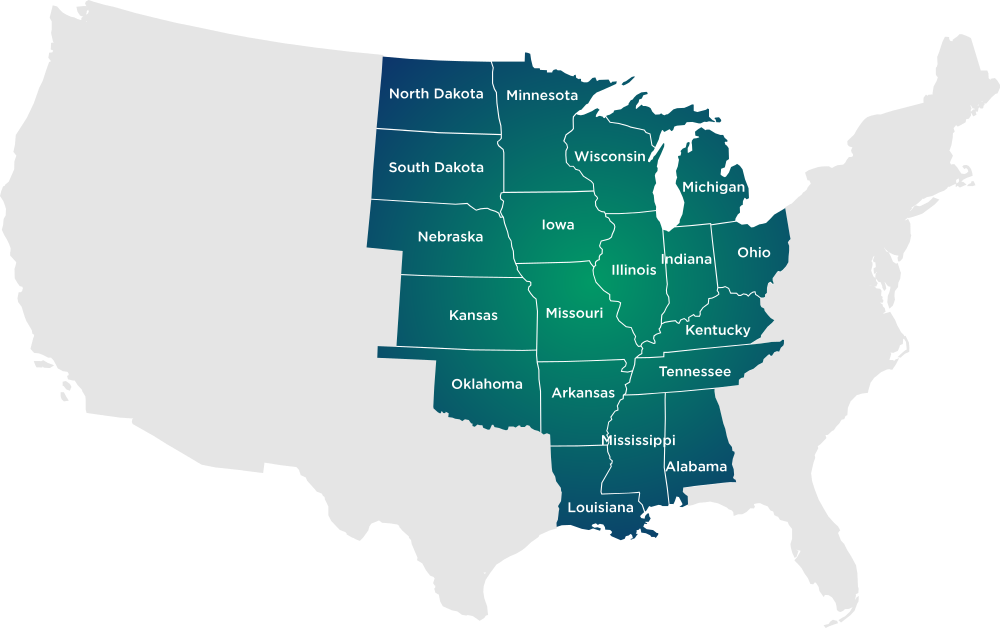 North Dakota
Minnesota
Wisconsin
South Dakota
Michigan
Iowa
Nebraska
Ohio
Indiana
Illinois
Missouri
Kansas
Kentucky
Tennessee
Oklahoma
Arkansas
Mississippi
Alabama
Louisiana